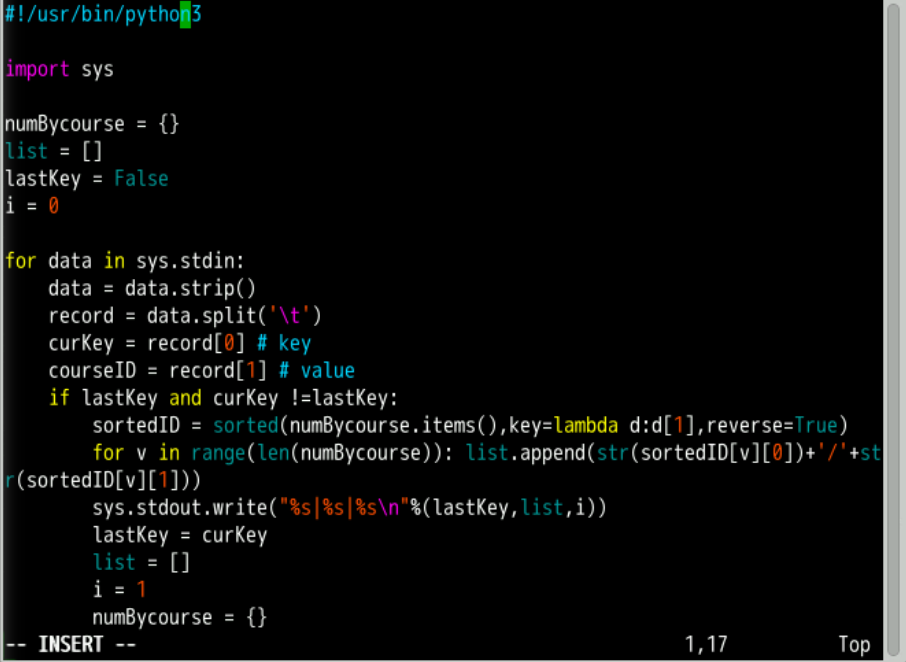 #!/usr/bin/python3
import sys
numBycourse = {}
list = []
lastKey = False
i = 0
for data in sys.stdin:
    data = data.strip()
    record = data.split('\t')
    curKey = record[0] # key
    courseID = record[1] # value
    if lastKey and curKey !=lastKey:
        sortedID = sorted(numBycourse.items(),key=lambda d:d[1],reverse=True)
        for v in range(len(numBycourse)): list.append(str(sortedID[v][0])+'/'+st
r(sortedID[v][1]))
        sys.stdout.write("%s|%s|%s\n"%(lastKey,list,i))
        lastKey = curKey
        list = []
        i = 1
        numBycourse = {}
-- INSERT -- 1,17 Top